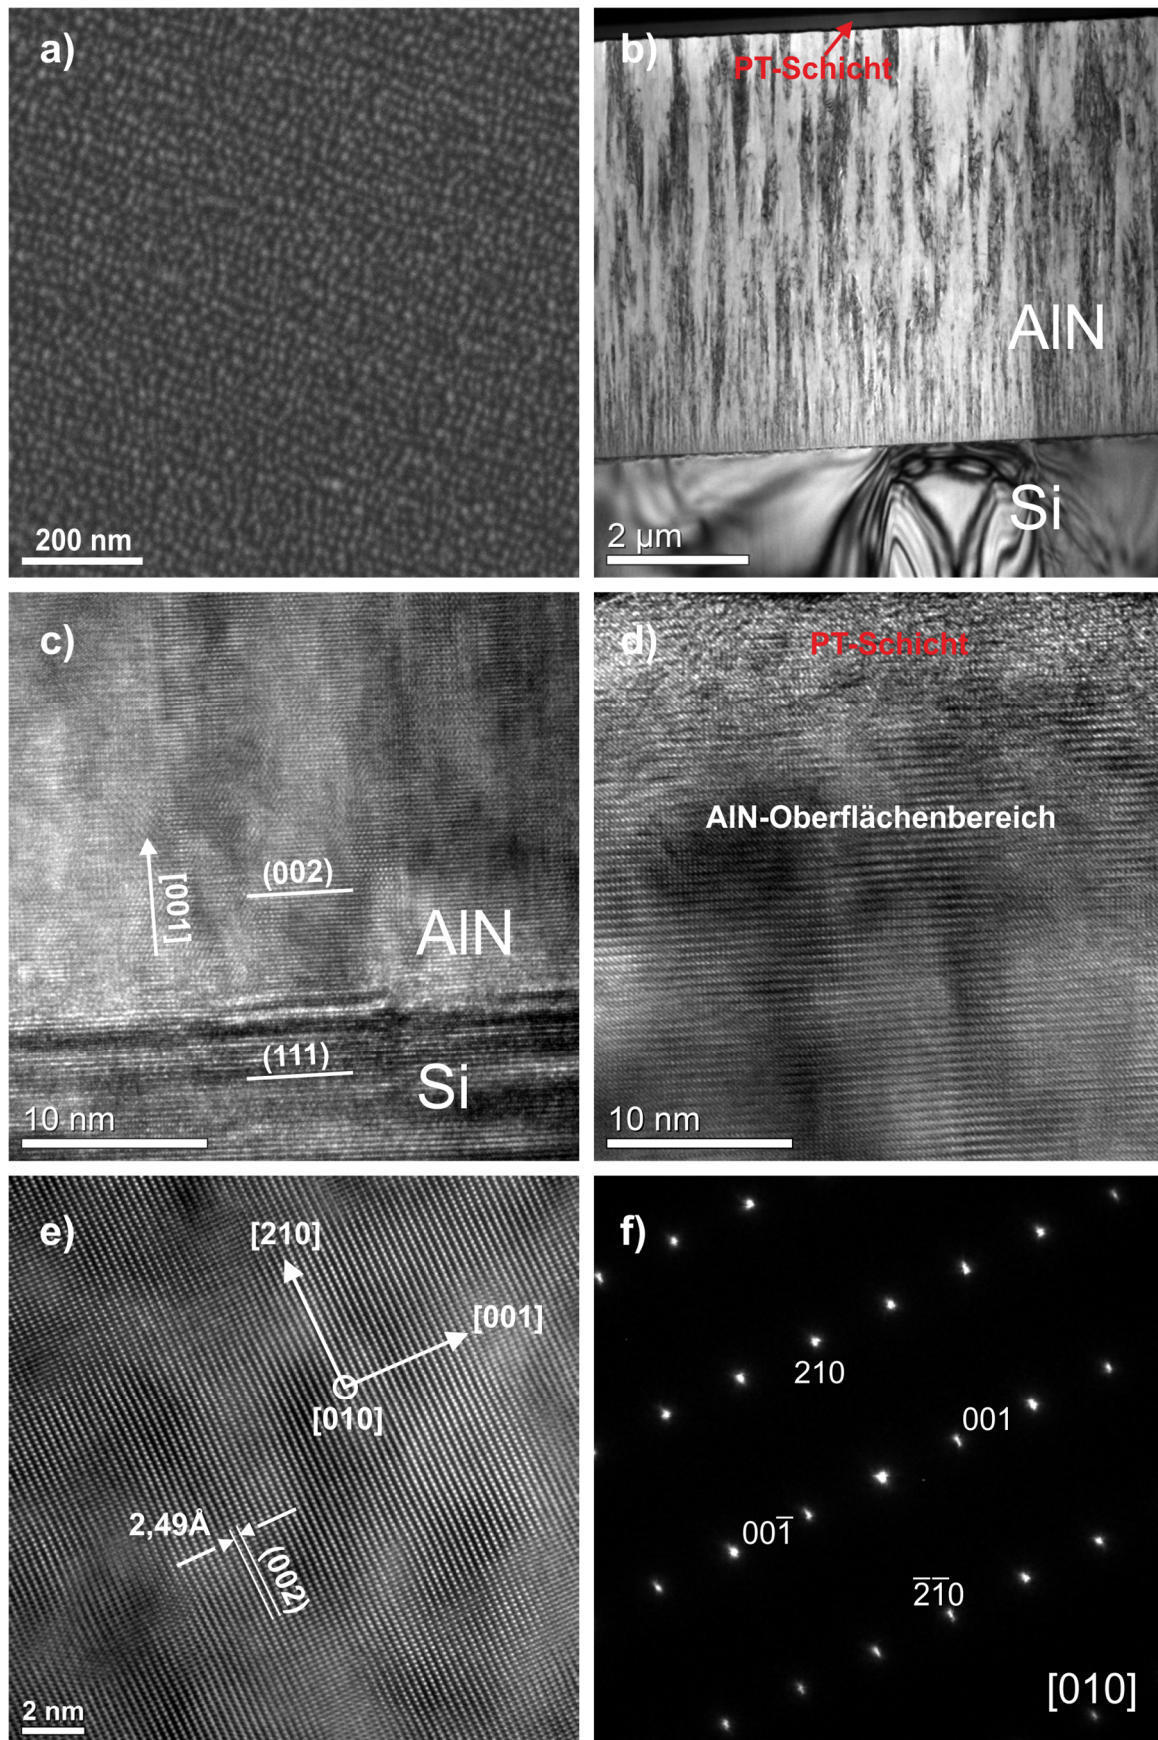 a)
200 nm
b)
PT-Schicht
AlN
Si
2 µm
c)
(002)
[001]
AlN
(111)
Si
10 nm
d)
PT-Schicht
AlN-Oberflächenbereich
10 nm
e)
[210]
[001]
[010]
2,49Å
(002)
2 nm
f)
210
001
001̅
2̅1̅0
[010]